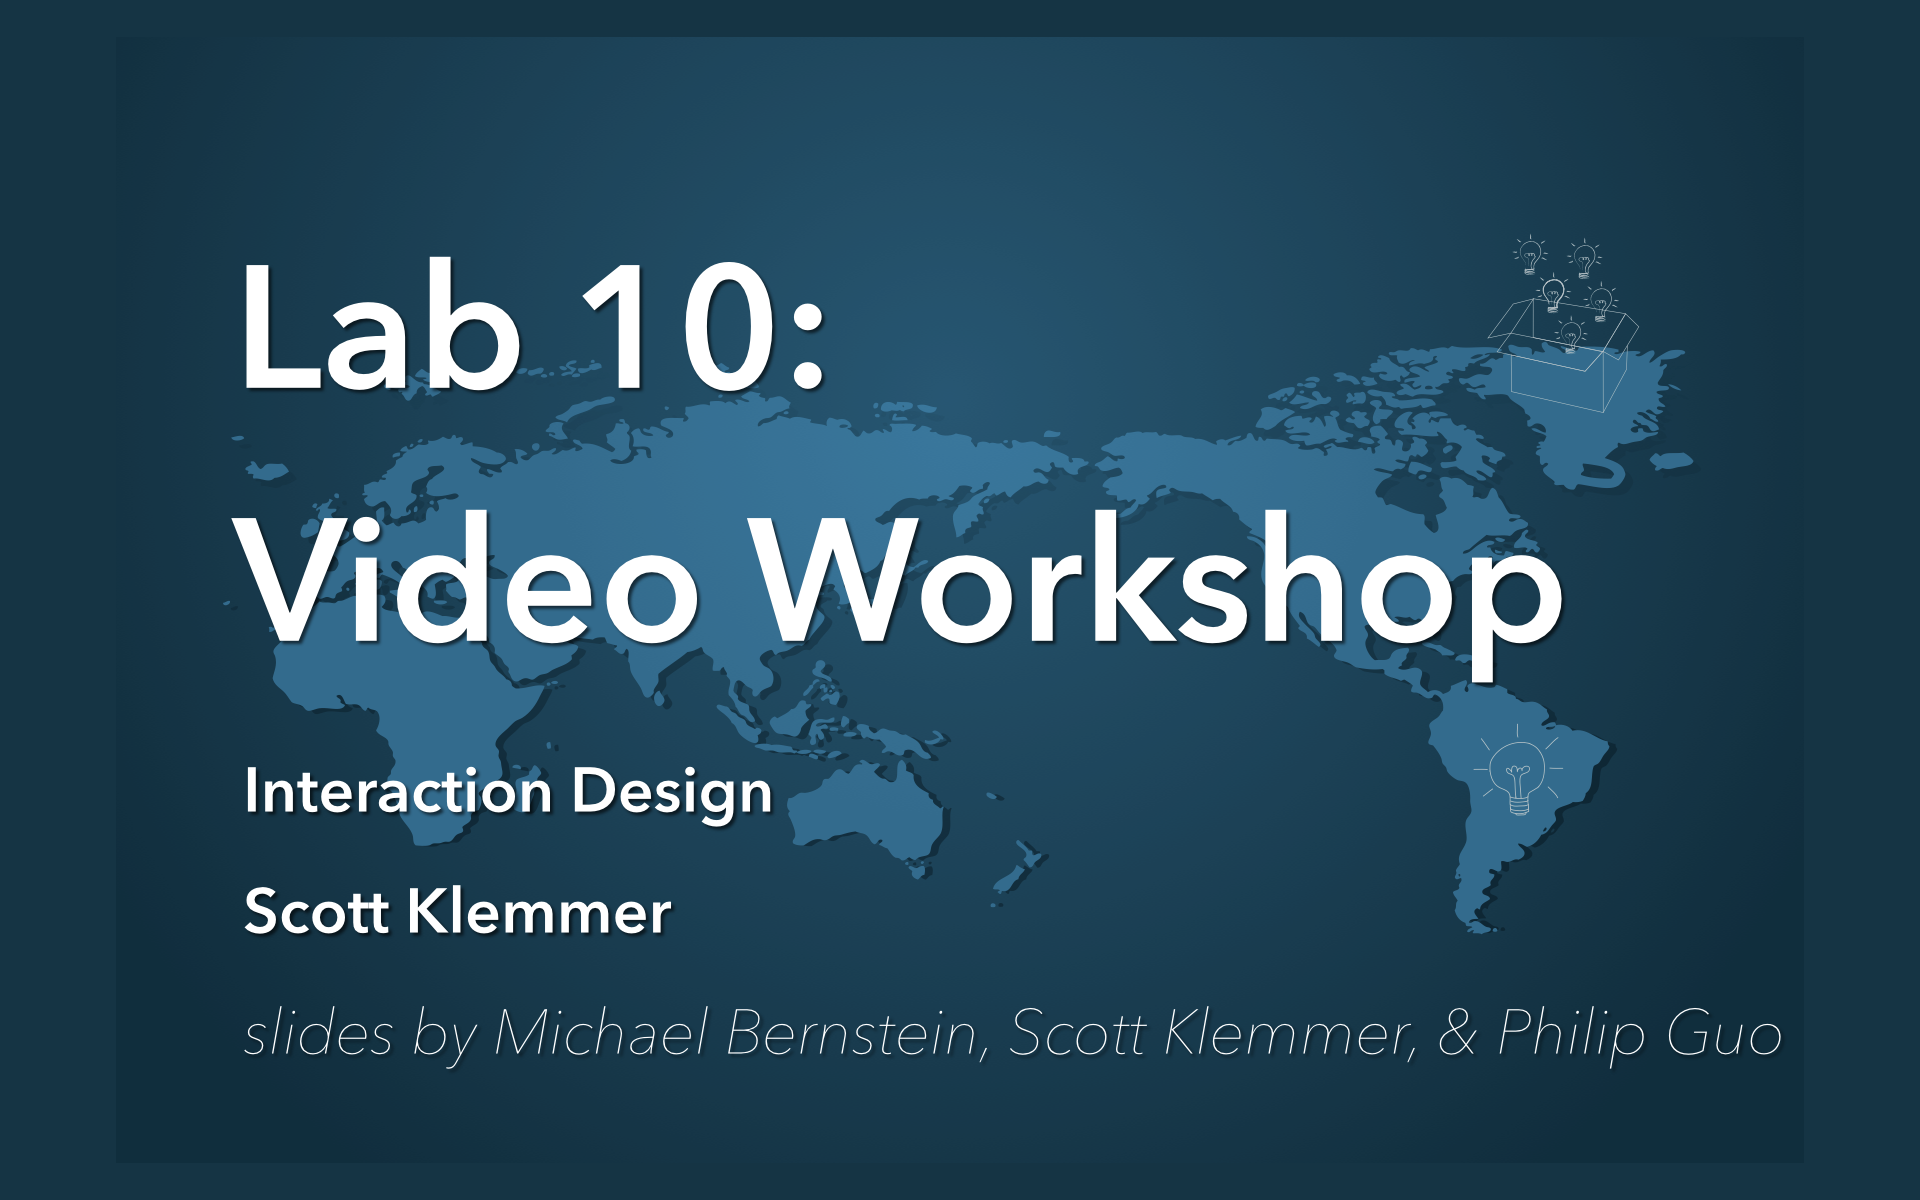 Lab 10:
Video Workshop
Interaction Design
Scott Klemmer
slides by Michael Bernstein, Scott Klemmer, & Philip Guo